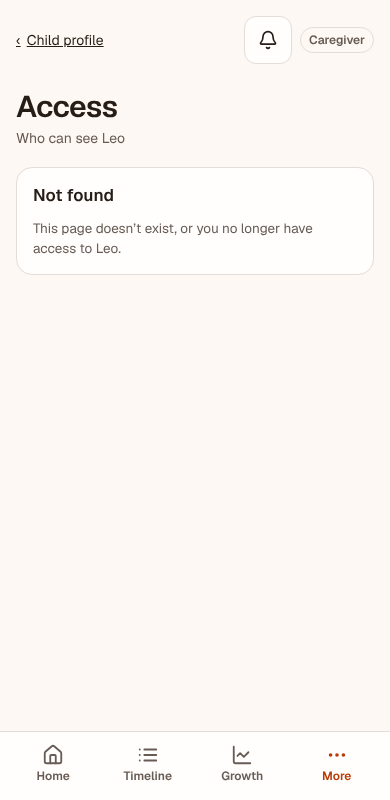 ‹ Child profile
Caregiver
Access
Who can see Leo
Not found
This page doesn’t exist, or you no longer have
access to Leo.
Home
Timeline
Growth
More